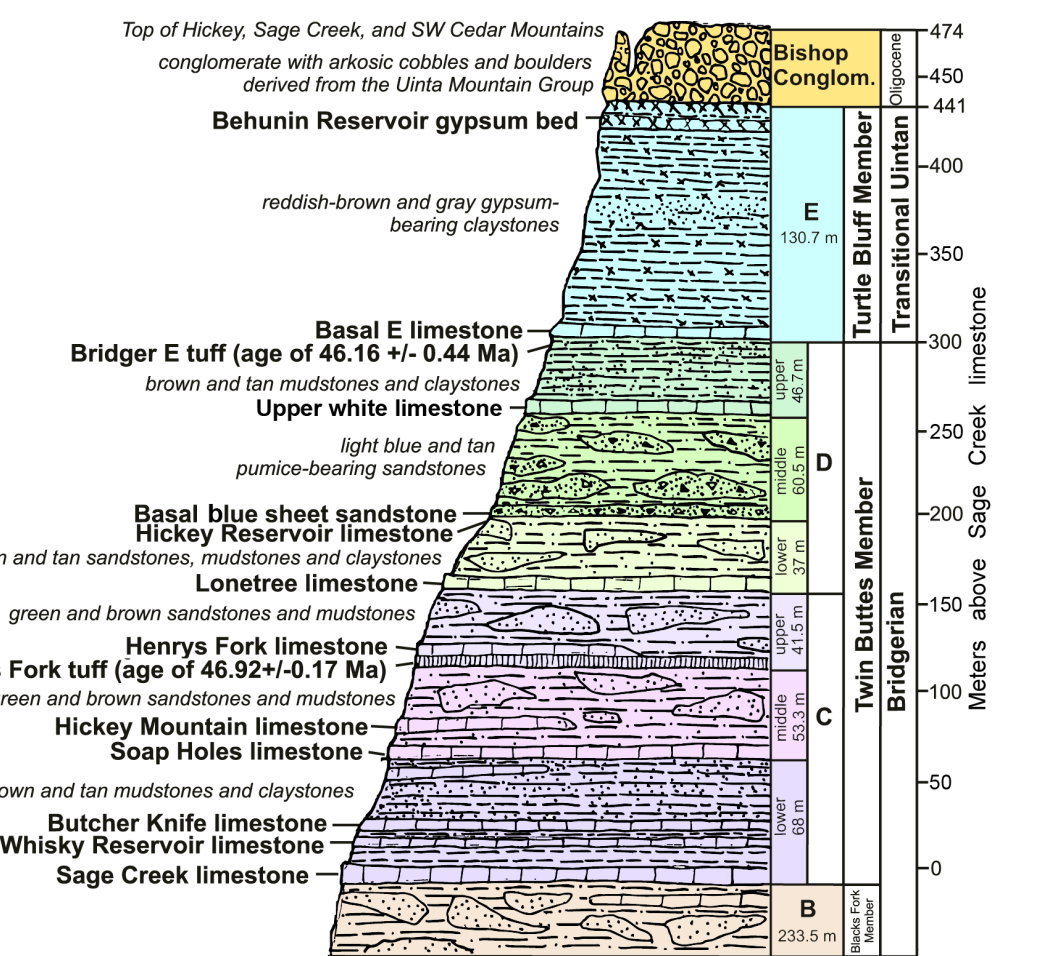 Top of Hickey, Sage Creek, and SW Cedar Mountains
conglomerate with arkosic cobbles and boulders
derived from the Uinta Mountain Group
Behunin Reservoir gypsum bed
reddish-brown and gray gypsum-
bearing claystones
Basal E limestone
Bridger E tuff (age of 46.16 +/- 0.44 Ma)
brown and tan mudstones and claystones
Upper white limestone
light blue and tan
pumice-bearing sandstones
Basal blue sheet sandstone
Hickey Reservoir limestone
and tan sandstones, mudstones and claystones
Lonetree limestone
green and brown sandstones and mudstones
Henrys Fork limestone
Fork tuff (age of 46.92+/-0.17 Ma)
reen and brown sandstones and mudstones
Hickey Mountain limestone
Soap Holes limestone
own and tan mudstones and claystones
Butcher Knife limestone
Whisky Reservoir limestone
Sage Creek limestone
Bishop
Conglom.
E
130.7 m
upper
46.7m
middle
60.5 m
D
lower
37 m
upper
41.5 m
middle
53.3 m
C
lower
68 m
B
233.5 m
Turtle Bluff Member
Twin Buttes Member
Blacks Fork
Member
Oligocene
Transitional Uintan
Bridgerian
474
450
441
400
350
300
250
200
150
100
50
0
Meters above Sage Creek limestone